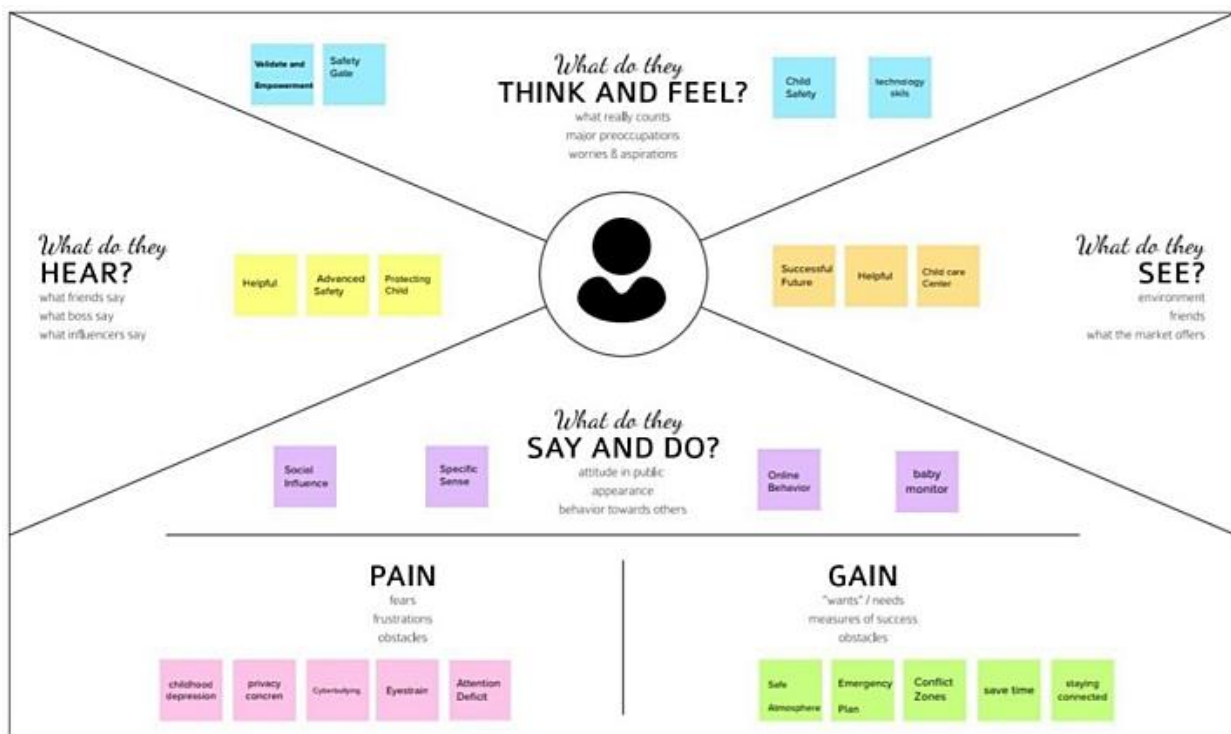 What do they
THINK AND FEEL?
what really counts
major preoccupations
worries & aspirations
Velidate and
Empowerment
Safety
Gate
Child
Safety
technology
skils
What do they
HEAR?
what friends say
what boss say
what influencers say
Helpful
Advanced
Safety
Protecting
Child
Successful
Future
Helpful
Child care
Center
What do they
SEE?
environment
friends
what the market offers
What do they
SAY AND DO?
attitude in public
appearance
behavior towards others
Social
Influence
Specific
Sense
Online
Behavior
baby
monitor
PAIN
fears
frustrations
obstacles
childhood
depression
privacy
concren
Cyberbullying
Eyestrain
Attention
Deficit
GAIN
"wants" / needs
measures of success
obstacles
Safe
Atmosphere
Emergency
Plan
Conflict
Zones
save time
staying
connected